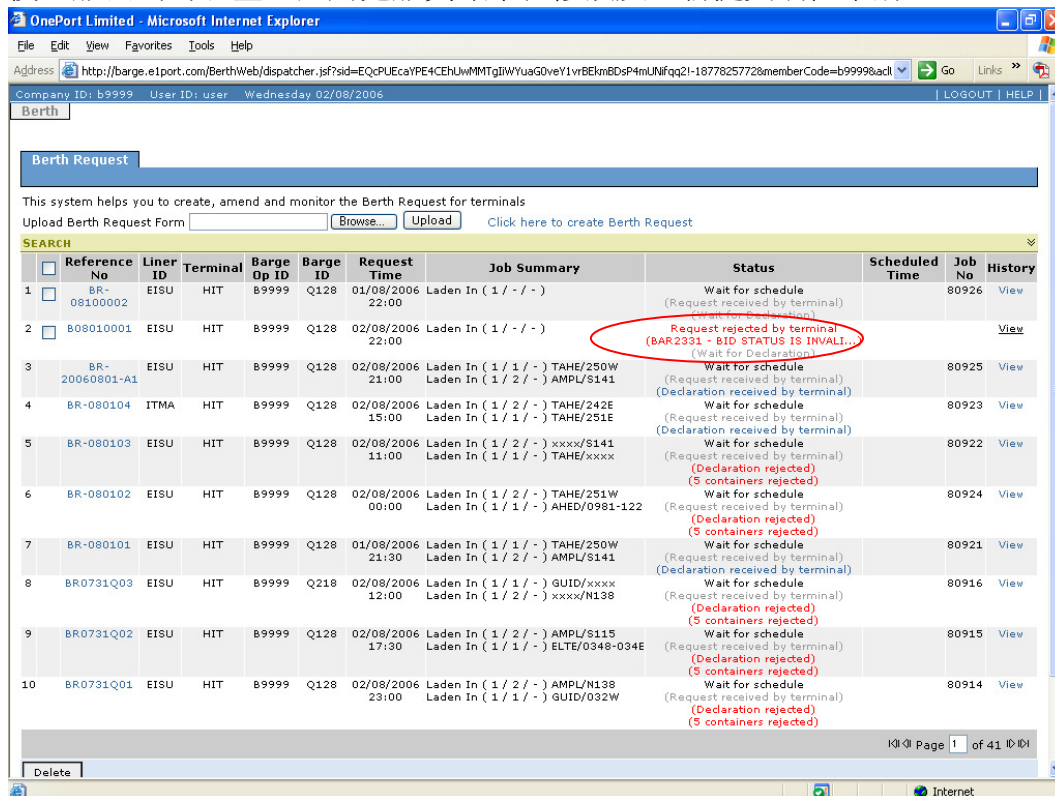 OnePort Limited - Microsoft Internet Explorer
File Edit View Favorites Tools Help
Address http://barge.e1port.com/BerthWeb/dispatcher.jsf?sid=EQcPUEcaYPE4CEhUwMMTgIiWYuaG0veY1vrBEkmBDsP4mUNifqq2!-1877825772&memberCode=b9999&acll Go Links »
Company ID: b9999 User ID: user Wednesday 02/08/2006 | LOGOUT | HELP |
Berth
Berth Request
This system helps you to create, amend and monitor the Berth Request for terminals
Upload Berth Request Form Browse... Upload Click here to create Berth Request
SEARCH
Reference No Liner ID Terminal Barge Op ID Barge ID Request Time Job Summary Status Scheduled Time Job No History
1 BR-08100002 EISU HIT B9999 Q128 01/08/2006 22:00 Laden In ( 1 / - / - ) Wait for schedule 80926 View
(Request received by terminal)
(Wait for Declaration)
2 B08010001 EISU HIT B9999 Q128 02/08/2006 22:00 Laden In ( 1 / - / - ) Request rejected by terminal View
(BAR2331 - BID STATUS IS INVALI...)
(Wait for Declaration)
3 BR-20060801-A1 EISU HIT B9999 Q128 02/08/2006 21:00 Laden In ( 1 / 1 / - ) TAHE/250W Wait for schedule 80925 View
Laden In ( 1 / 2 / - ) AMPL/S141 (Request received by terminal)
(Declaration received by terminal)
4 BR-080104 ITMA HIT B9999 Q128 02/08/2006 15:00 Laden In ( 1 / 2 / - ) TAHE/242E Wait for schedule 80923 View
Laden In ( 1 / 1 / - ) TAHE/251E (Request received by terminal)
(Declaration received by terminal)
5 BR-080103 EISU HIT B9999 Q128 02/08/2006 11:00 Laden In ( 1 / 2 / - ) xxxx/S141 Wait for schedule 80922 View
Laden In ( 1 / 1 / - ) TAHE/xxxx (Request received by terminal)
(Declaration rejected)
(5 containers rejected)
6 BR-080102 EISU HIT B9999 Q128 02/08/2006 00:00 Laden In ( 1 / 2 / - ) TAHE/251W Wait for schedule 80924 View
Laden In ( 1 / 1 / - ) AHED/0981-122 (Request received by terminal)
(Declaration rejected)
(5 containers rejected)
7 BR-080101 EISU HIT B9999 Q128 01/08/2006 21:30 Laden In ( 1 / 1 / - ) TAHE/250W Wait for schedule 80921 View
Laden In ( 1 / 2 / - ) AMPL/S141 (Request received by terminal)
(Declaration received by terminal)
8 BR0731Q03 EISU HIT B9999 Q218 02/08/2006 12:00 Laden In ( 1 / 1 / - ) GUID/xxxx Wait for schedule 80916 View
Laden In ( 1 / 2 / - ) xxxx/N138 (Request received by terminal)
(Declaration rejected)
(5 containers rejected)
9 BR0731Q02 EISU HIT B9999 Q128 02/08/2006 17:30 Laden In ( 1 / 2 / - ) AMPL/S115 Wait for schedule 80915 View
Laden In ( 1 / 1 / - ) ELTE/0348-034E (Request received by terminal)
(Declaration rejected)
(5 containers rejected)
10 BR0731Q01 EISU HIT B9999 Q128 02/08/2006 23:00 Laden In ( 1 / 2 / - ) AMPL/N138 Wait for schedule 80914 View
Laden In ( 1 / 1 / - ) GUID/032W (Request received by terminal)
(Declaration rejected)
(5 containers rejected)
Page 1 of 41
Delete
Internet